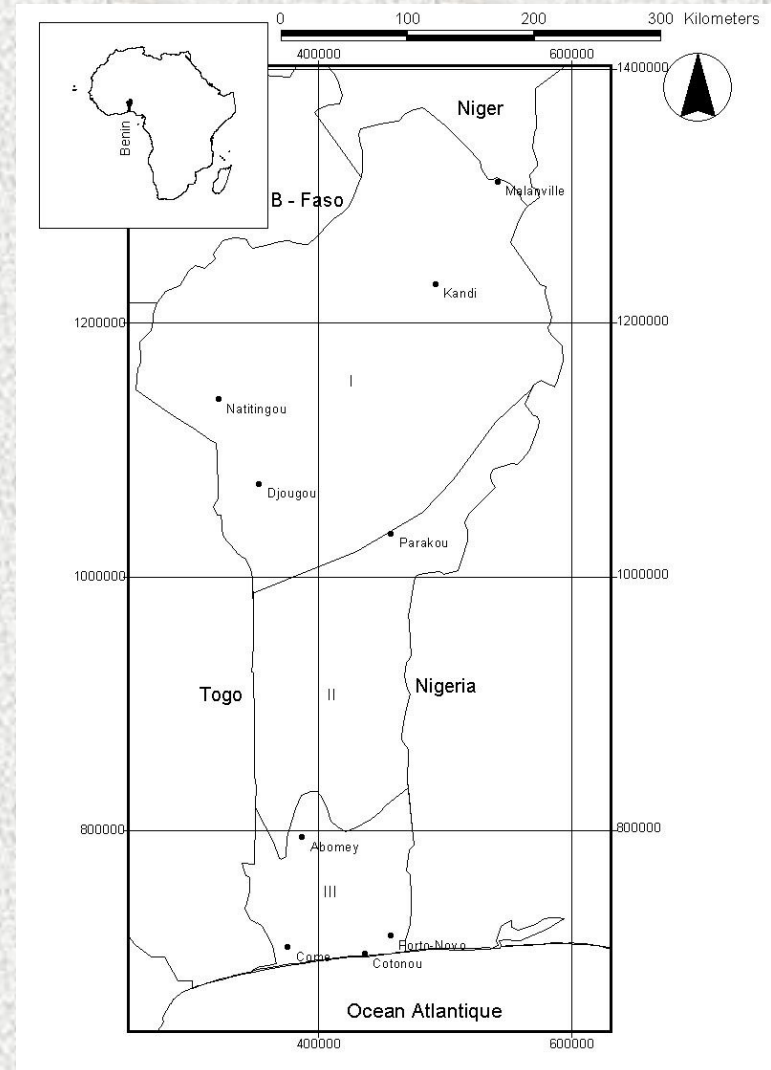 0 100 200 300 Kilometers
400000 600000
1400000
Niger
Benin
Malanville
B - Faso
Kandi
1200000 1200000
I
Natitingou
Djougou
Parakou
1000000 1000000
Togo II Nigeria
800000 800000
Abomey
III
Porto-Novo
Come Cotonou
Ocean Atlantique
400000 600000